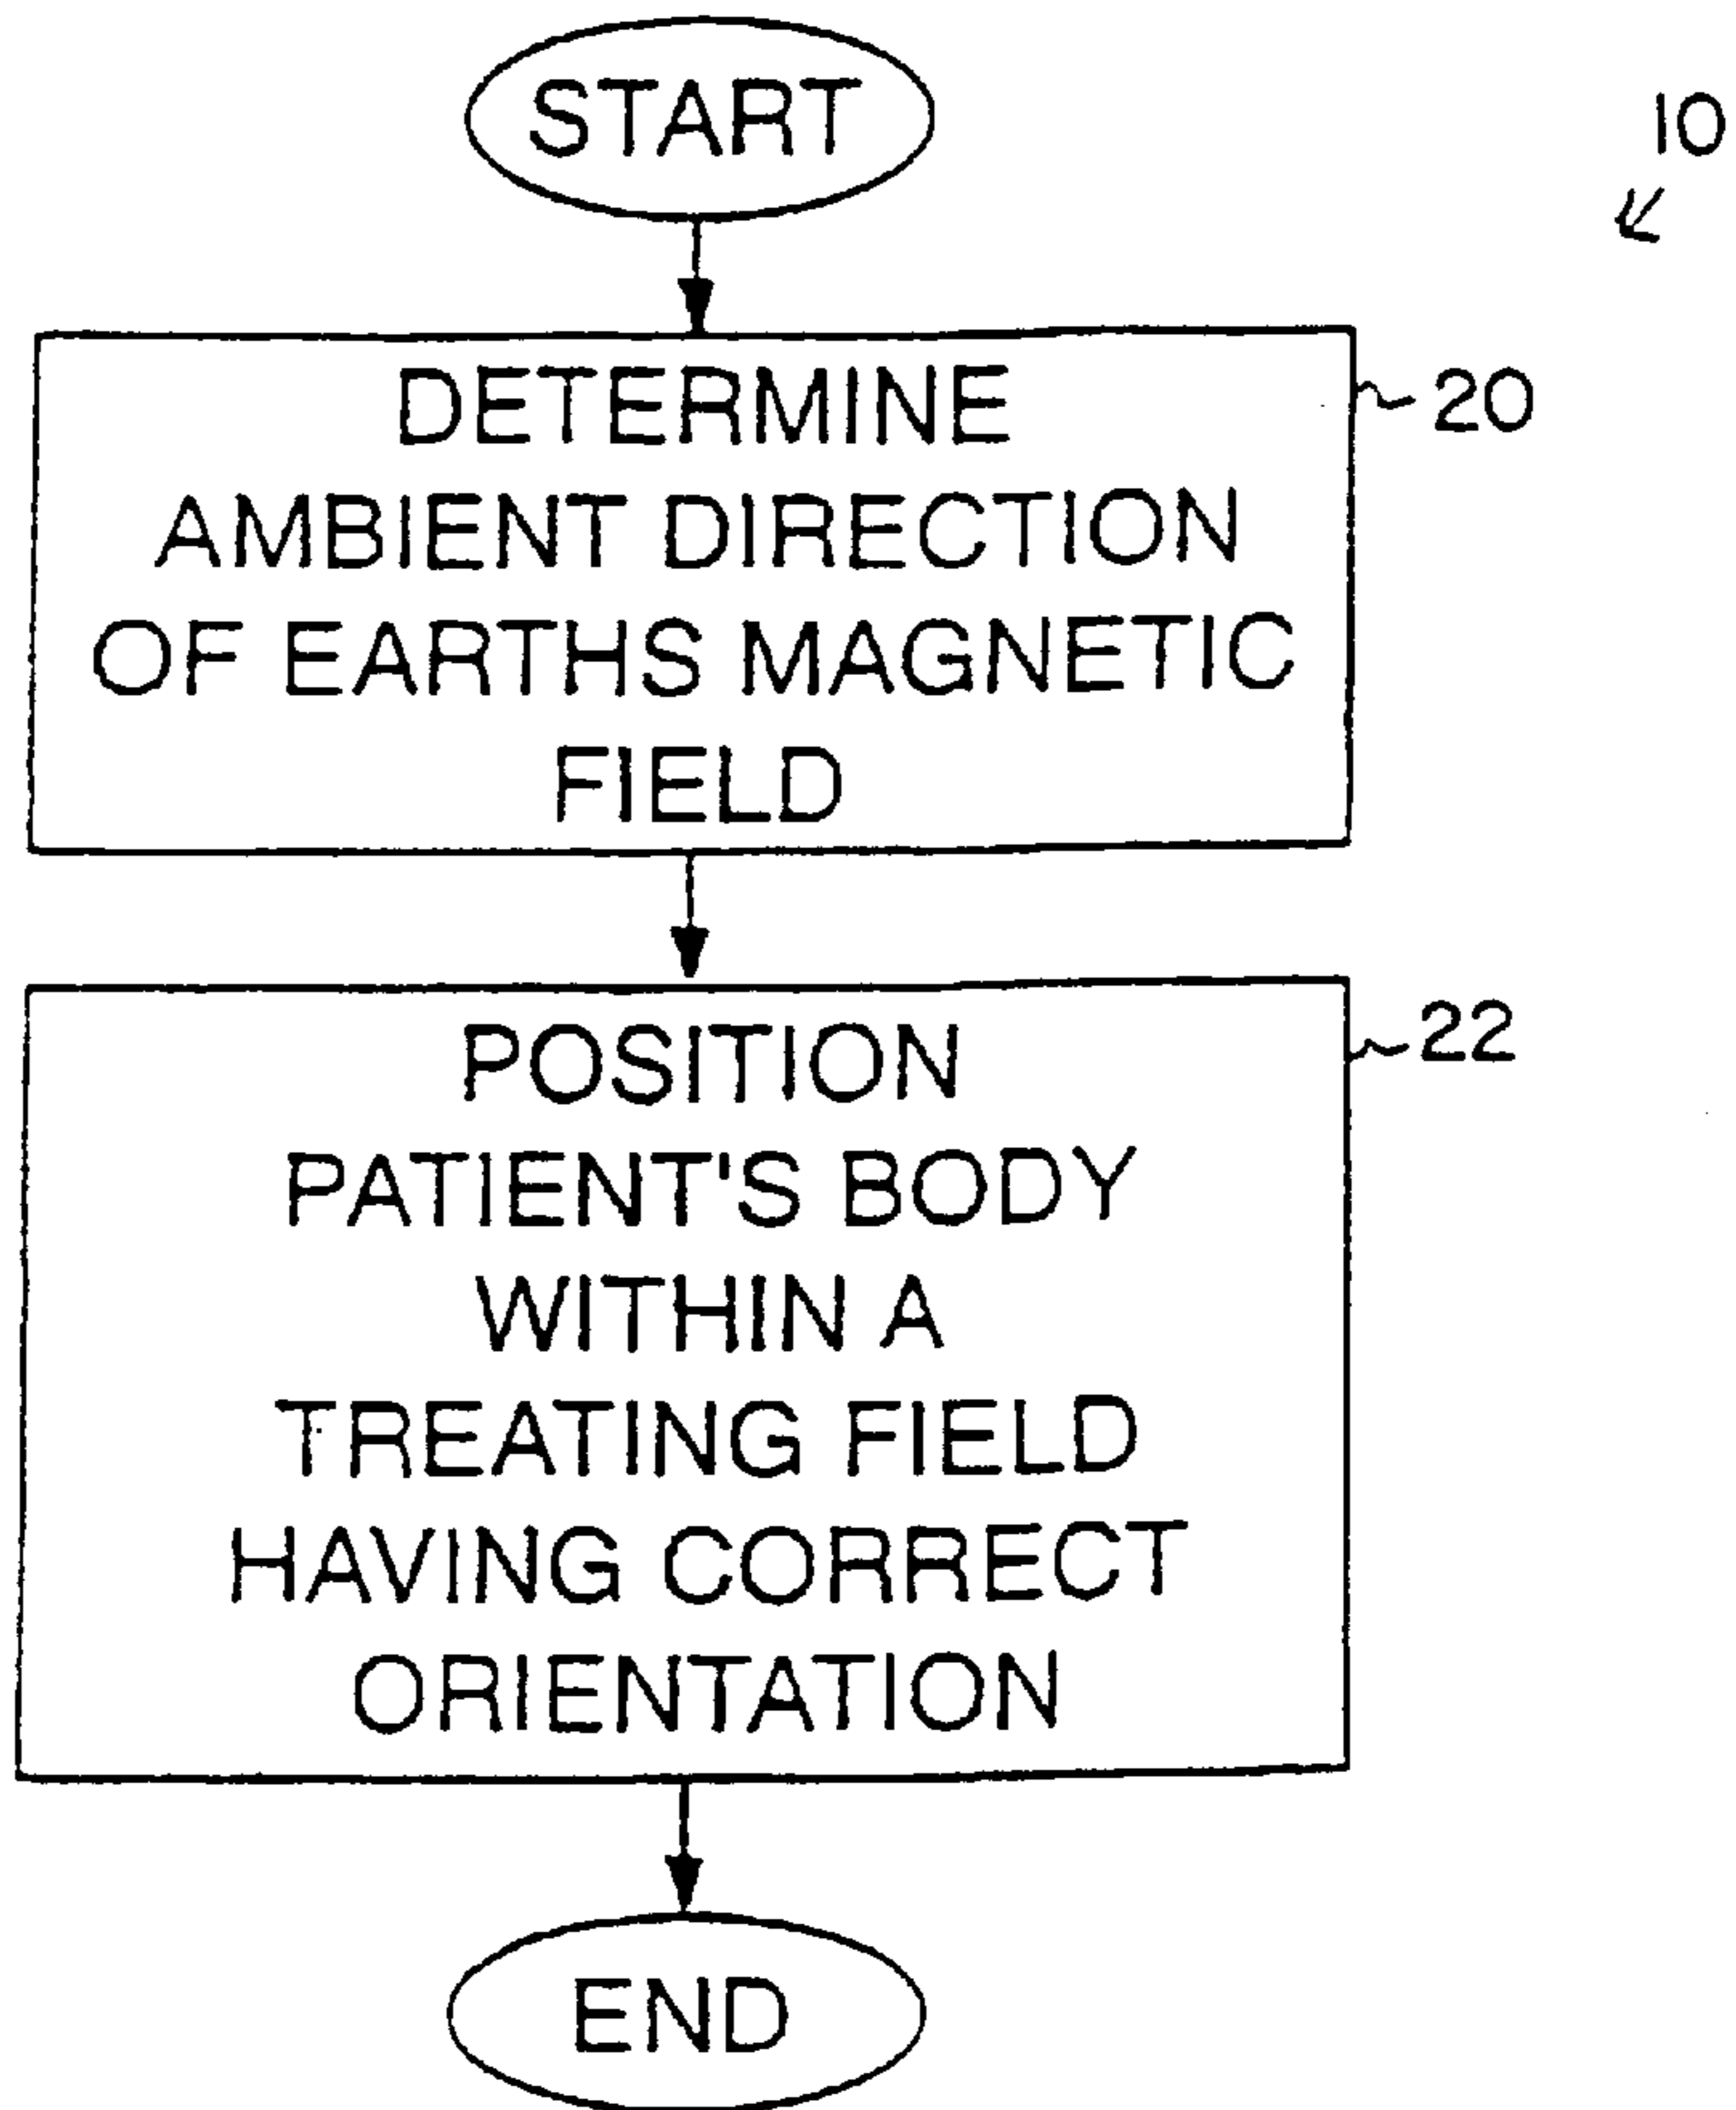 START
10
DETERMINE
20
AMBIENT DIRECTION
OF EARTHS MAGNETIC
FIELD
POSITION
22
PATIENT'S BODY
WITHIN A
TREATING FIELD
HAVING CORRECT
ORIENTATION
END